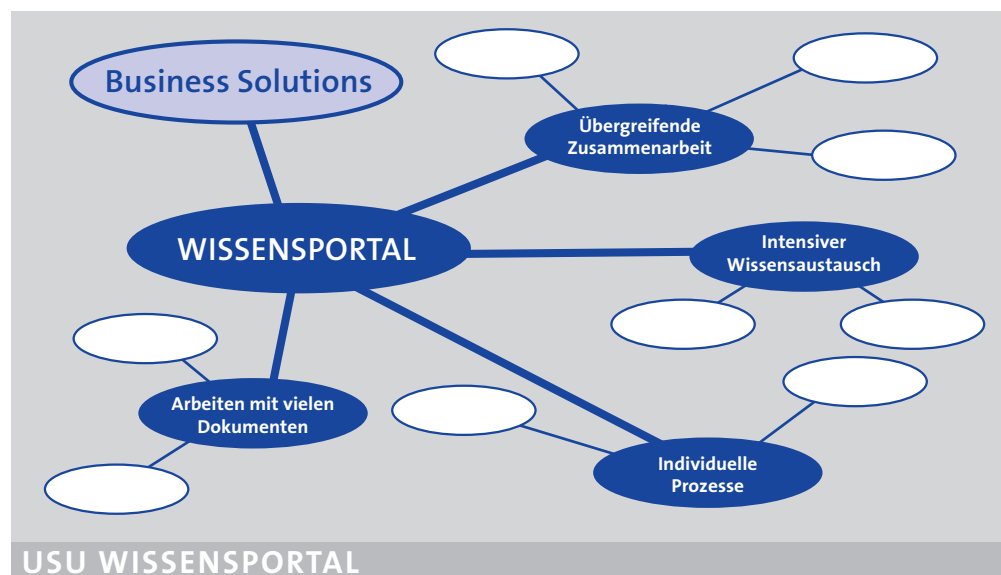 Business Solutions
Übergreifende
Zusammenarbeit
WISSENSPORTAL
Intensiver
Wissensaustausch
Arbeiten mit vielen
Dokumenten
Individuelle
Prozesse
USU WISSENSPORTAL